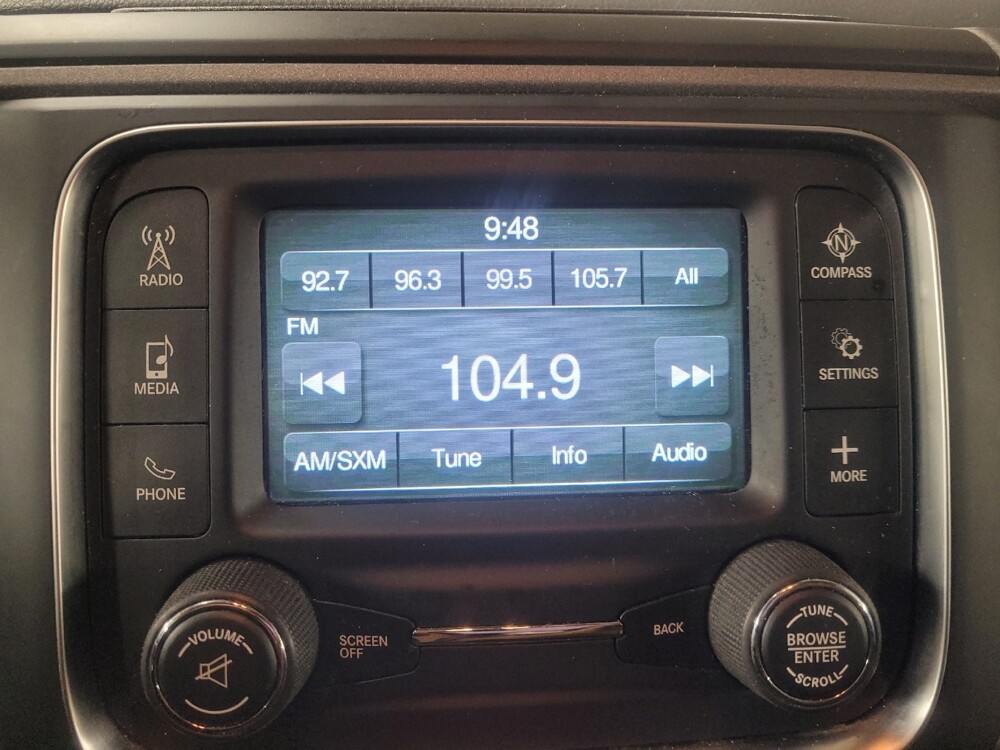 9:48
92.7 96.3 99.5 105.7 All
FM
104.9
AM/SXM Tune Info Audio
RADIO
MEDIA
PHONE
N
COMPASS
SETTINGS
MORE
VOLUME
SCREEN
OFF
BACK
TUNE
BROWSE
ENTER
SCROLL